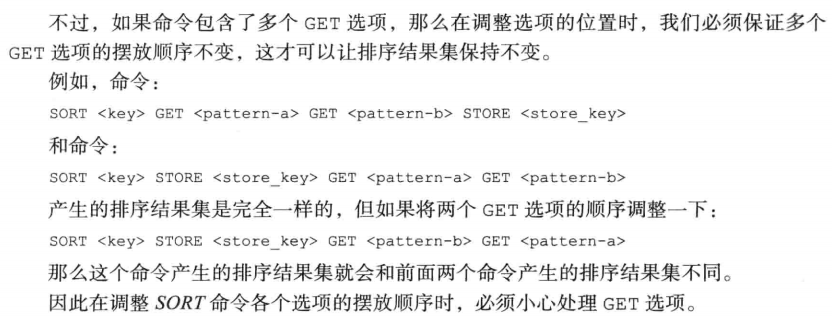 不过，如果命令包含了多个 GET 选项，那么在调整选项的位置时，我们必须保证多个
GET 选项的摆放顺序不变，这才可以让排序结果集保持不变。
例如，命令：
SORT <key> GET <pattern-a> GET <pattern-b> STORE <store_key>
和命令：
SORT <key> STORE <store_key> GET <pattern-a> GET <pattern-b>
产生的排序结果集是完全一样的，但如果将两个 GET 选项的顺序调整一下：
SORT <key> STORE <store_key> GET <pattern-b> GET <pattern-a>
那么这个命令产生的排序结果集就会和前面两个命令产生的排序结果集不同。
因此在调整 SORT 命令各个选项的摆放顺序时，必须小心处理 GET 选项。